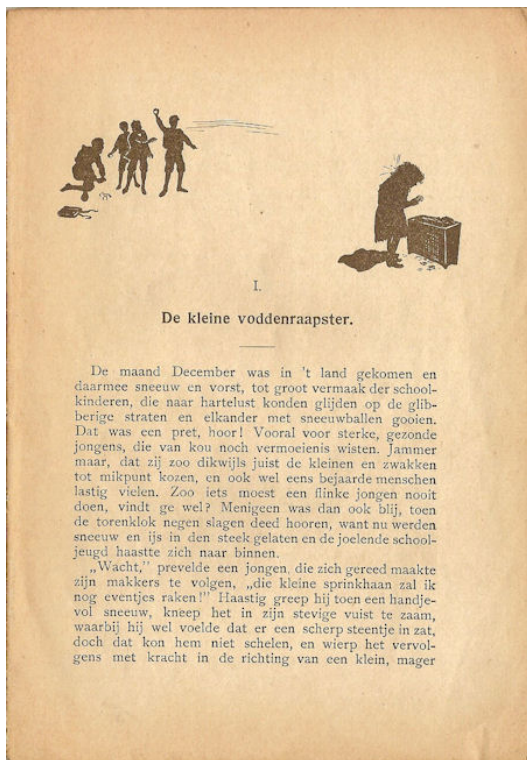 I.
De kleine voddenraapster.
De maand December was in 't land gekomen en
daarmee sneeuw en vorst, tot groot vermaak der school-
kinderen, die naar hartelust konden glijden op de glib-
berige straten en elkander met sneeuwballen gooien.
Dat was een pret, hoor! Vooral voor sterke, gezonde
jongens, die van kou noch vermoeienis wisten. Jammer
maar, dat zij zoo dikwijls juist de kleinen en zwakken
tot mikpunt kozen, en ook wel eens bejaarde menschen
lastig vielen. Zoo iets moest een flinke jongen nooit
doen, vindt ge wel? Menigeen was dan ook blij, toen
de torenklok negen slagen deed hooren, want nu werden
sneeuw en ijs in den steek gelaten en de joelende school-
jeugd haastte zich naar binnen.
„Wacht,” prevelde een jongen, die zich gereed maakte
zijn makkers te volgen, „die kleine sprinkhaan zal ik
nog eventjes raken!” Haastig greep hij toen een handje-
vol sneeuw, kneep het in zijn stevige vuist te zaam,
waarbij hij wel voelde dat er een scherp steentje in zat,
doch dat kon hem niet schelen, en wierp het vervol-
gens met kracht in de richting van een klein, mager